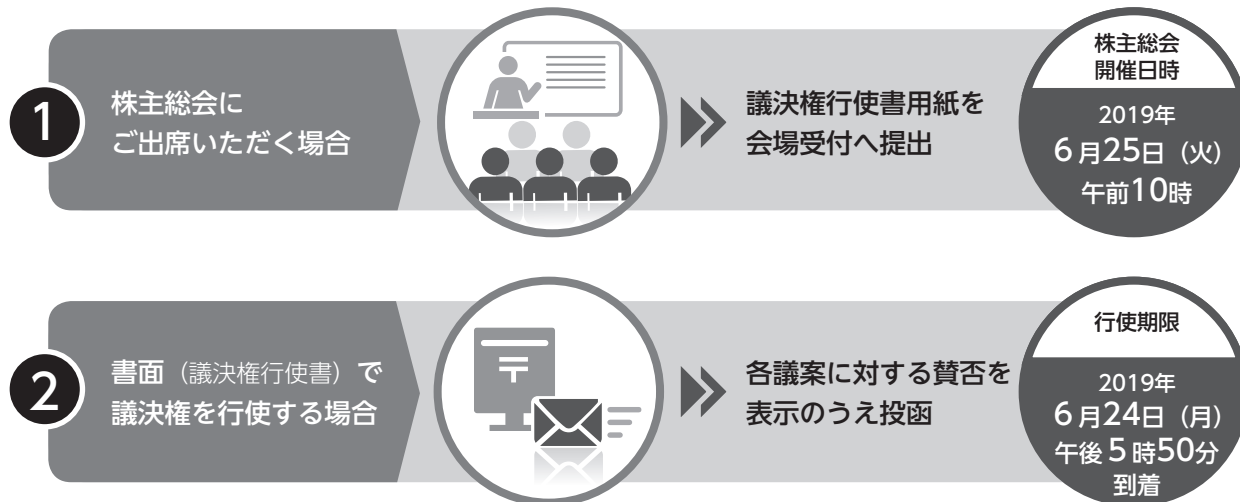 1
株主総会に
ご出席いただく場合
議決権行使書用紙を
会場受付へ提出
株主総会
開催日時
2019年
6月25日（火）
午前10時
2
書面（議決権行使書）で
議決権を行使する場合
〒
各議案に対する賛否を
表示のうえ投函
行使期限
2019年
6月24日（月）
午後5時50分
到着